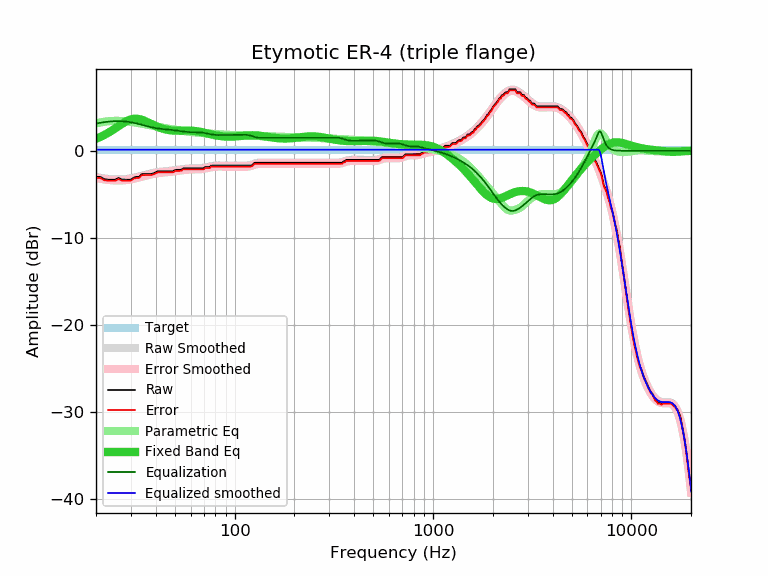 Etymotic ER-4 (triple flange)
Amplitude (dBr)
0
−10
−20
−30
−40
Target
Raw Smoothed
Error Smoothed
Raw
Error
Parametric Eq
Fixed Band Eq
Equalization
Equalized smoothed
100 1000 10000
Frequency (Hz)